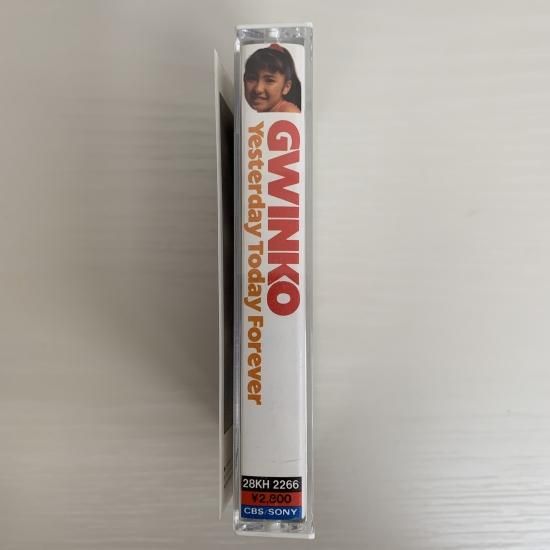 GWINKO
Yesterday Today Forever
28KH 2266
¥2,800
CBS/SONY